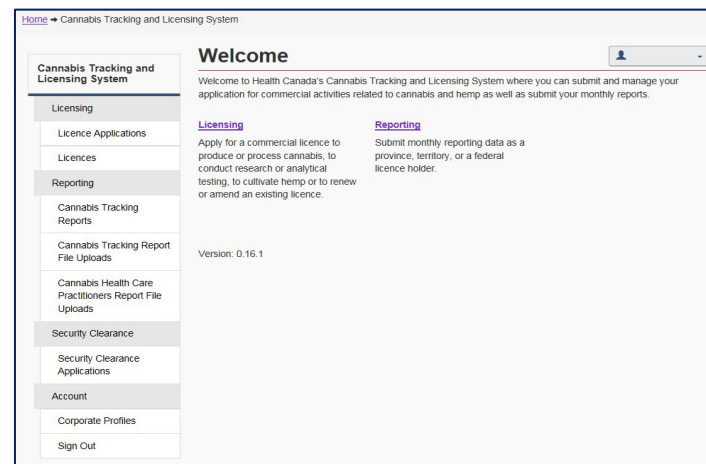 Home ➔ Cannabis Tracking and Licensing System
Cannabis Tracking and
Licensing System
Licensing
Licence Applications
Licences
Reporting
Cannabis Tracking
Reports
Cannabis Tracking Report
File Uploads
Cannabis Health Care
Practitioners Report File
Uploads
Security Clearance
Security Clearance
Applications
Account
Corporate Profiles
Sign Out
Welcome
Welcome to Health Canada's Cannabis Tracking and Licensing System where you can submit and manage your
application for commercial activities related to cannabis and hemp as well as submit your monthly reports.
Licensing
Apply for a commercial licence to
produce or process cannabis, to
conduct research or analytical
testing, to cultivate hemp or to renew
or amend an existing licence.
Reporting
Submit monthly reporting data as a
province, territory, or a federal
licence holder.
Version: 0.16.1